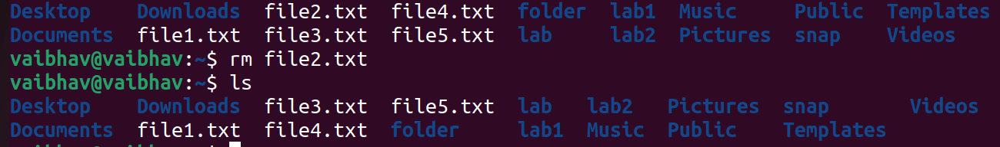 Desktop    Downloads  file2.txt  file4.txt  folder  lab1  Music     Public  Templates
Documents  file1.txt  file3.txt  file5.txt  lab     lab2  Pictures  snap    Videos
vaibhav@vaibhav:~$ rm file2.txt
vaibhav@vaibhav:~$ ls
Desktop    Downloads  file3.txt  file5.txt  lab   lab2   Pictures  snap       Videos
Documents  file1.txt  file4.txt  folder     lab1  Music  Public    Templates
vaibhav@vaibhav:~$